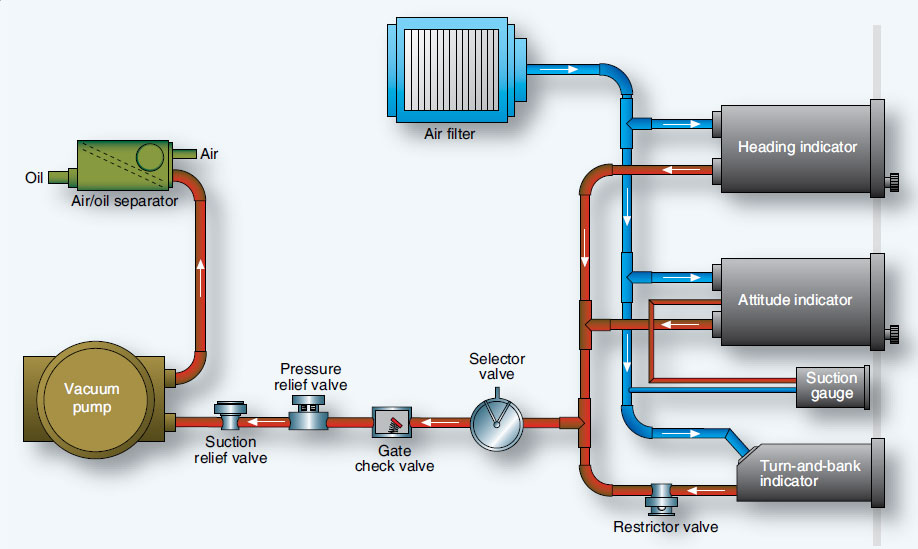 Air filter
Heading indicator
Air
Oil
Air/oil separator
Attitude indicator
Suction
gauge
Selector
valve
Pressure
relief valve
Vacuum
pump
Suction
relief valve
Gate
check valve
Turn-and-bank
indicator
Restrictor valve